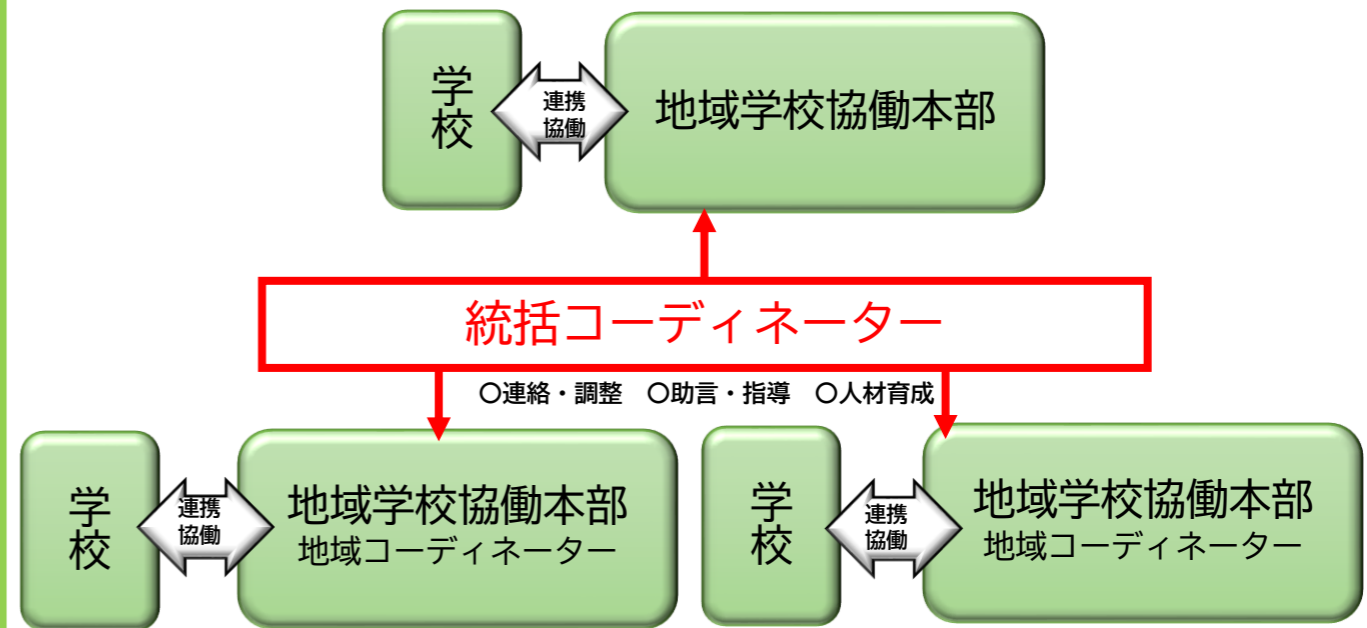 学校
連携
協働
地域学校協働本部
統括コーディネーター
〇連絡・調整　〇助言・指導　〇人材育成
学校
連携
協働
地域学校協働本部
地域コーディネーター
学校
連携
協働
地域学校協働本部
地域コーディネーター